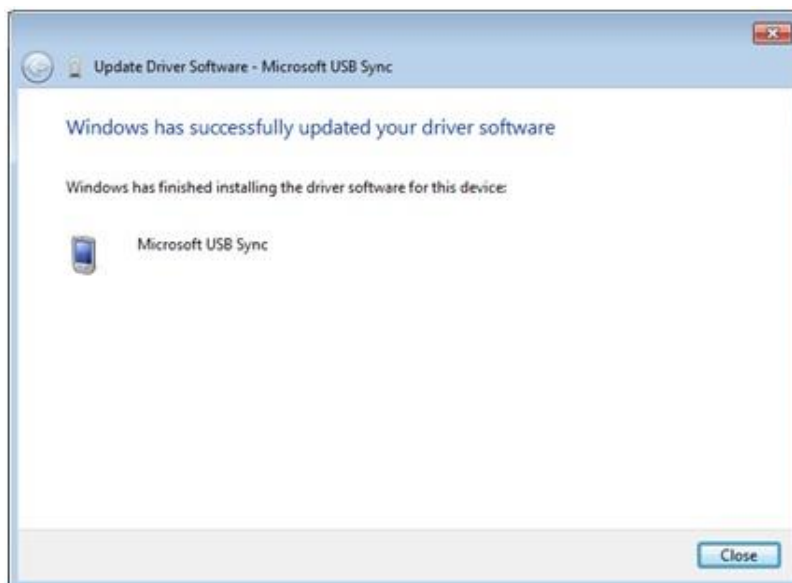 Update Driver Software - Microsoft USB Sync
Windows has successfully updated your driver software
Windows has finished installing the driver software for this device:
Microsoft USB Sync
Close